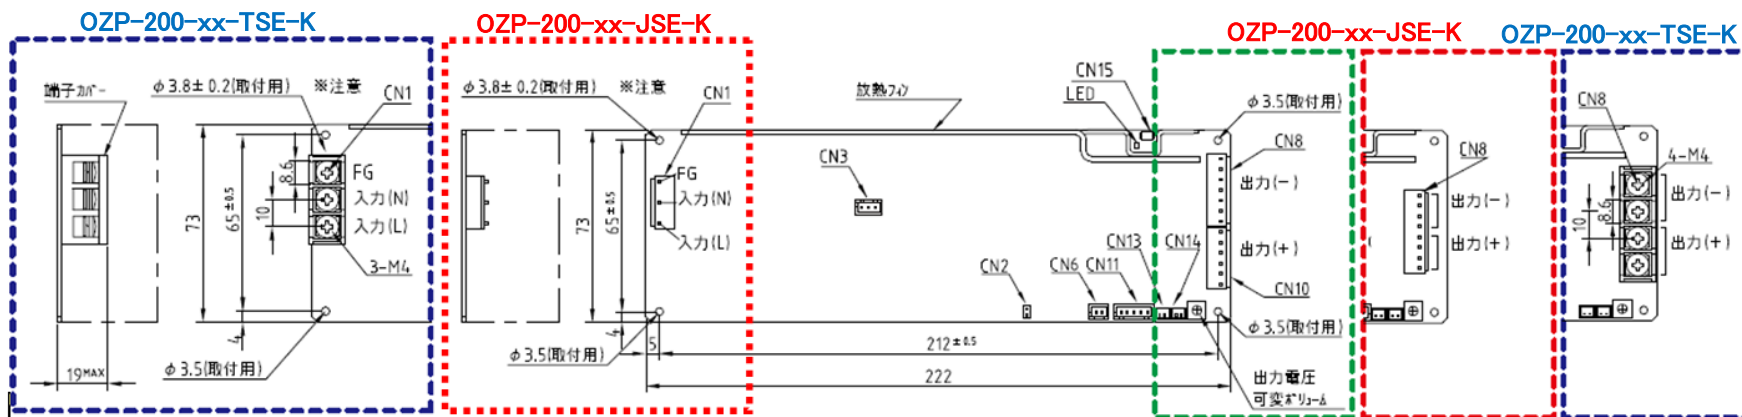 OZP-200-xx-TSE-K
OZP-200-xx-JSE-K
OZP-200-xx-JSE-K
OZP-200-xx-TSE-K
端子カバー
φ3.8±0.2(取付用)
※注意
CN1
73
65±0.5
8.6
10
FG
入力(N)
入力(L)
3-M4
4
φ3.5(取付用)
19MAX
φ3.8±0.2(取付用)
※注意
CN1
73
65±0.5
FG
入力(N)
入力(L)
4
φ3.5(取付用)
5
放熱フィン
CN3
CN2
CN6
CN11
CN13
CN14
CN15
LED
φ3.5(取付用)
CN8
出力(-)
出力(+)
CN10
φ3.5(取付用)
212±0.5
222
出力電圧
可変ボリューム
CN8
出力(-)
出力(+)
CN8
4-M4
10
8.6
出力(-)
出力(+)